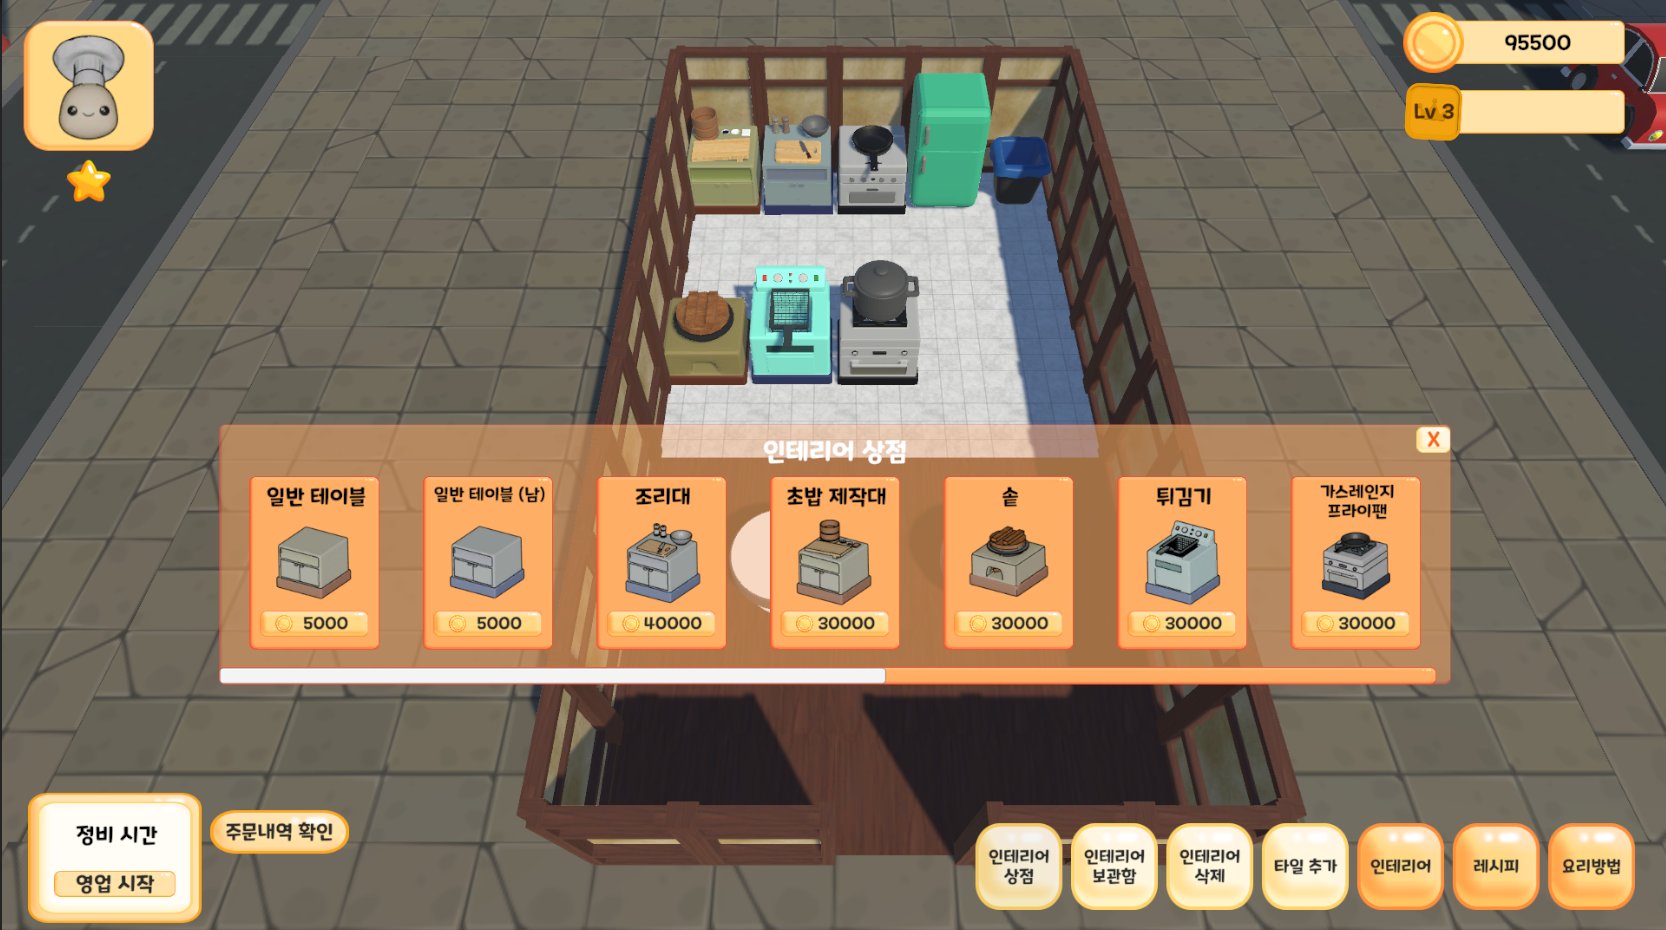 95500
Lv.3
인테리어 상점
X
일반 테이블
5000
일반 테이블 (남)
5000
조리대
40000
초밥 제작대
30000
솥
30000
튀김기
30000
가스레인지
프라이팬
30000
정비 시간
영업 시작
주문내역 확인
인테리어
상점
인테리어
보관함
인테리어
삭제
타일 추가
인테리어
레시피
요리방법